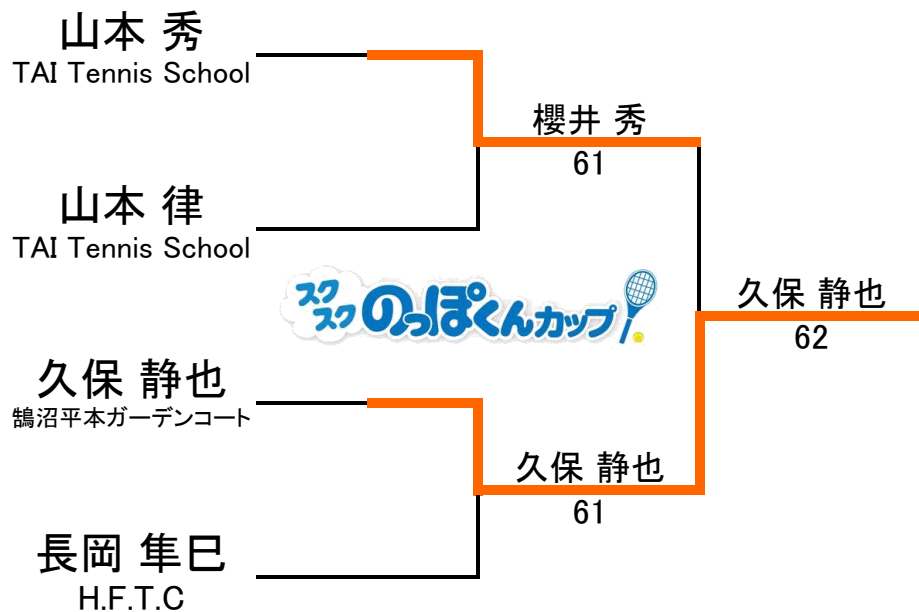 山本 秀
TAI Tennis School
櫻井 秀
61
山本 律
TAI Tennis School
スクスク のっぽくんカップ
久保 静也
62
久保 静也
鵠沼平本ガーデンコート
久保 静也
61
長岡 隼巳
H.F.T.C